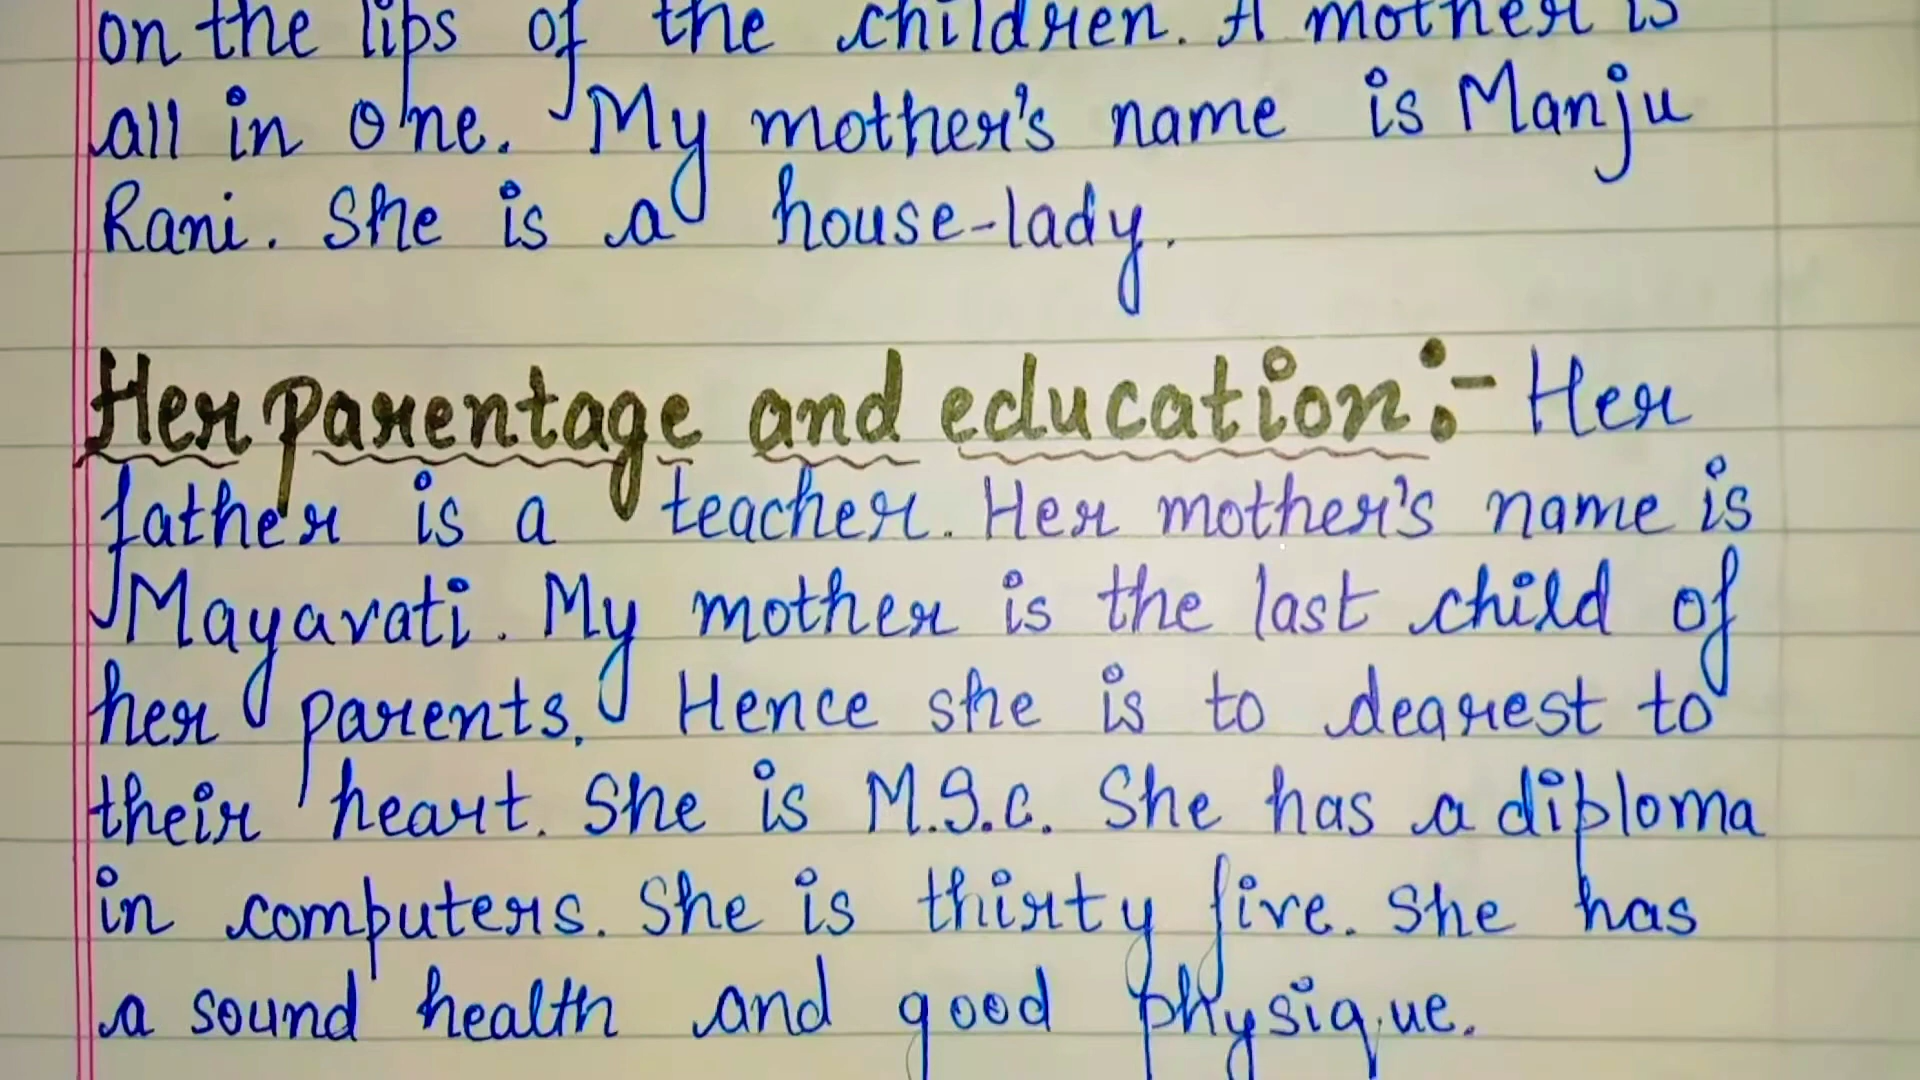 on the lips of the children. A mother is
all in one. My mother's name is Manju
Rani. She is a house-lady.
Her parentage and education:- Her
father is a teacher. Her mother's name is
Mayavati. My mother is the last child of
her parents. Hence she is to dearest to
their heart. She is M.S.c. She has a diploma
in computers. She is thirty five. She has
a sound health and good physique.